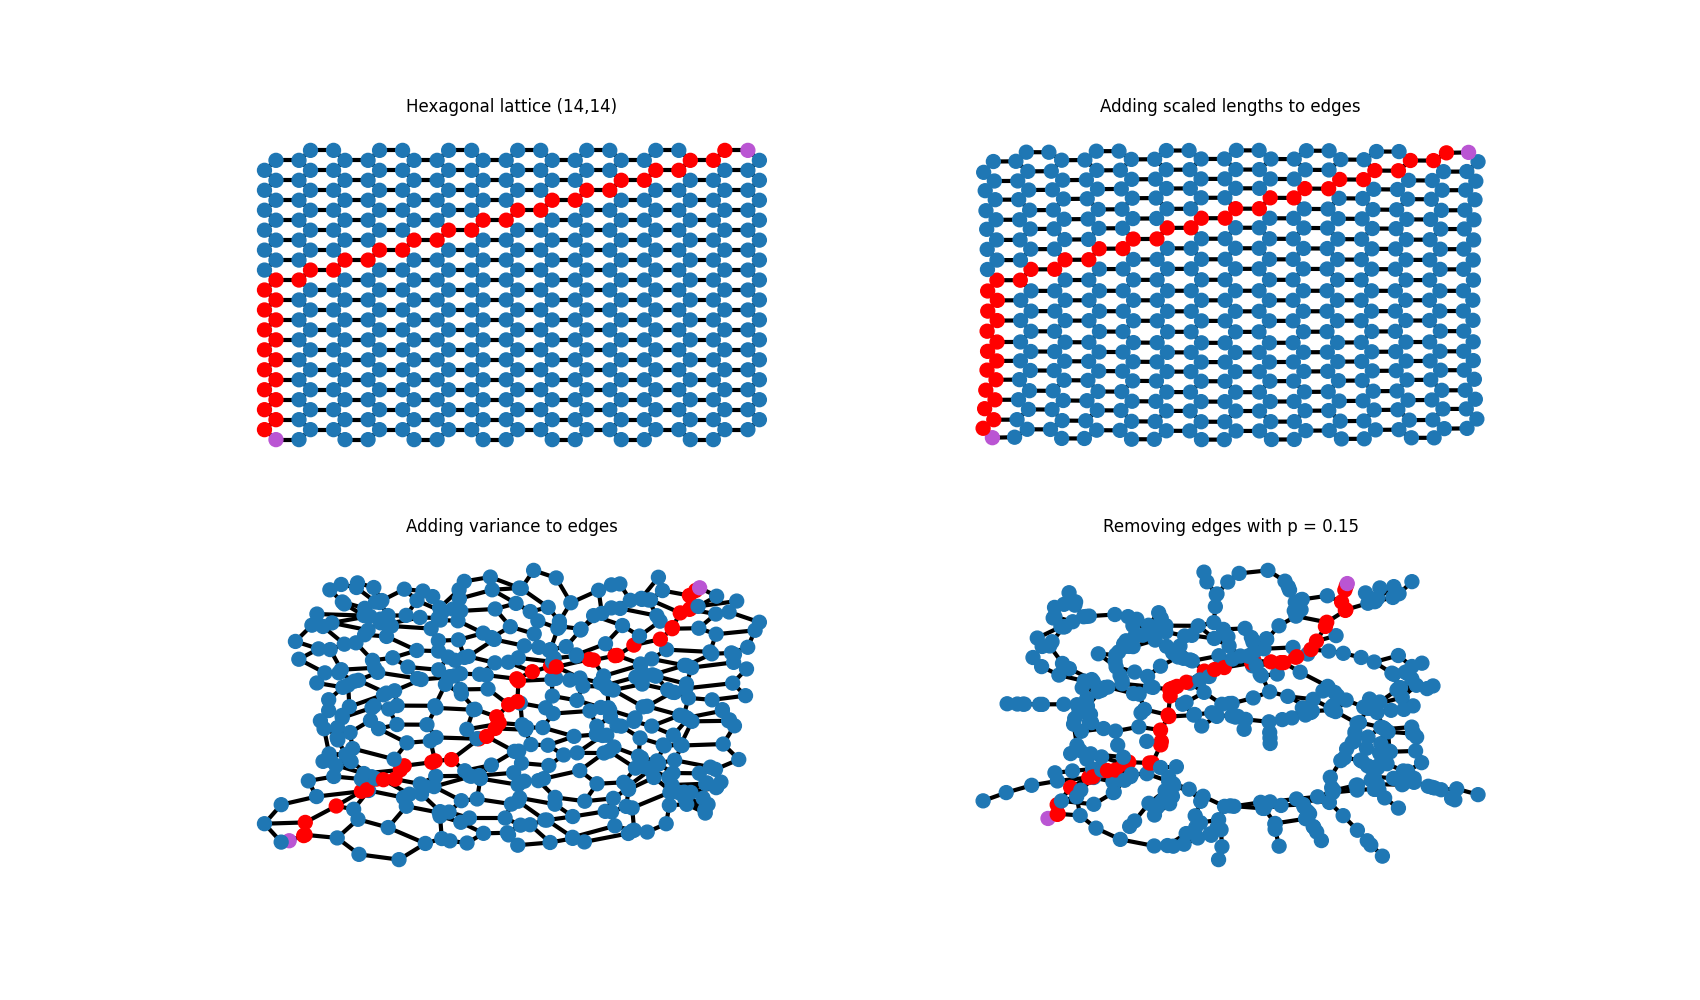 Hexagonal lattice (14,14)
Adding scaled lengths to edges
Adding variance to edges
Removing edges with p = 0.15